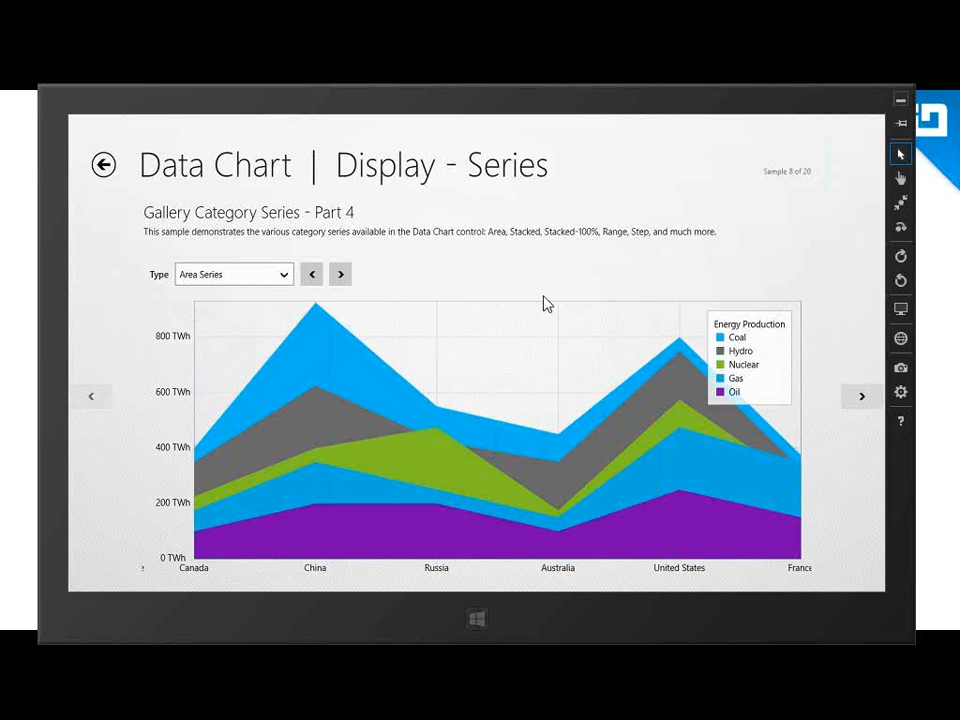 Data Chart | Display - Series
Sample 8 of 20
Gallery Category Series - Part 4
This sample demonstrates the various category series available in the Data Chart control: Area, Stacked, Stacked-100%, Range, Step, and much more.
Type Area Series
Energy Production
Coal
Hydro
Nuclear
Gas
Oil
800 TWh
600 TWh
400 TWh
200 TWh
0 TWh
Canada China Russia Australia United States France
?